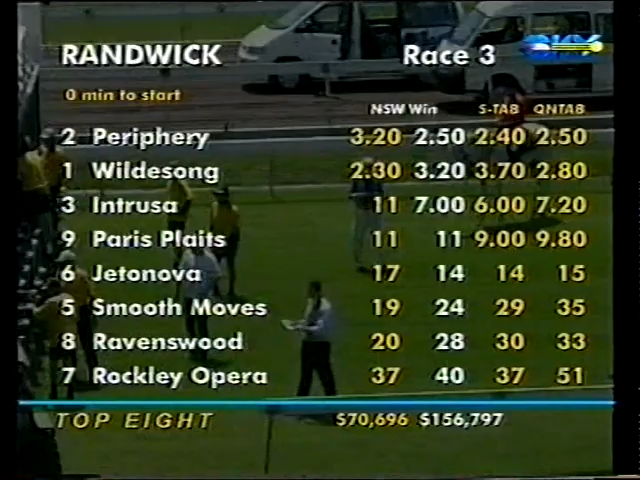 RANDWICK Race 3 SKY
0 min to start
NSW Win S-TAB QNTAB
2 Periphery 3.20 2.50 2.40 2.50
1 Wildesong 2.30 3.20 3.70 2.80
3 Intrusa 11 7.00 6.00 7.20
9 Paris Plaits 11 11 9.00 9.80
6 Jetonova 17 14 14 15
5 Smooth Moves 19 24 29 35
8 Ravenswood 20 28 30 33
7 Rockley Opera 37 40 37 51
TOP EIGHT $70,696 $156,797